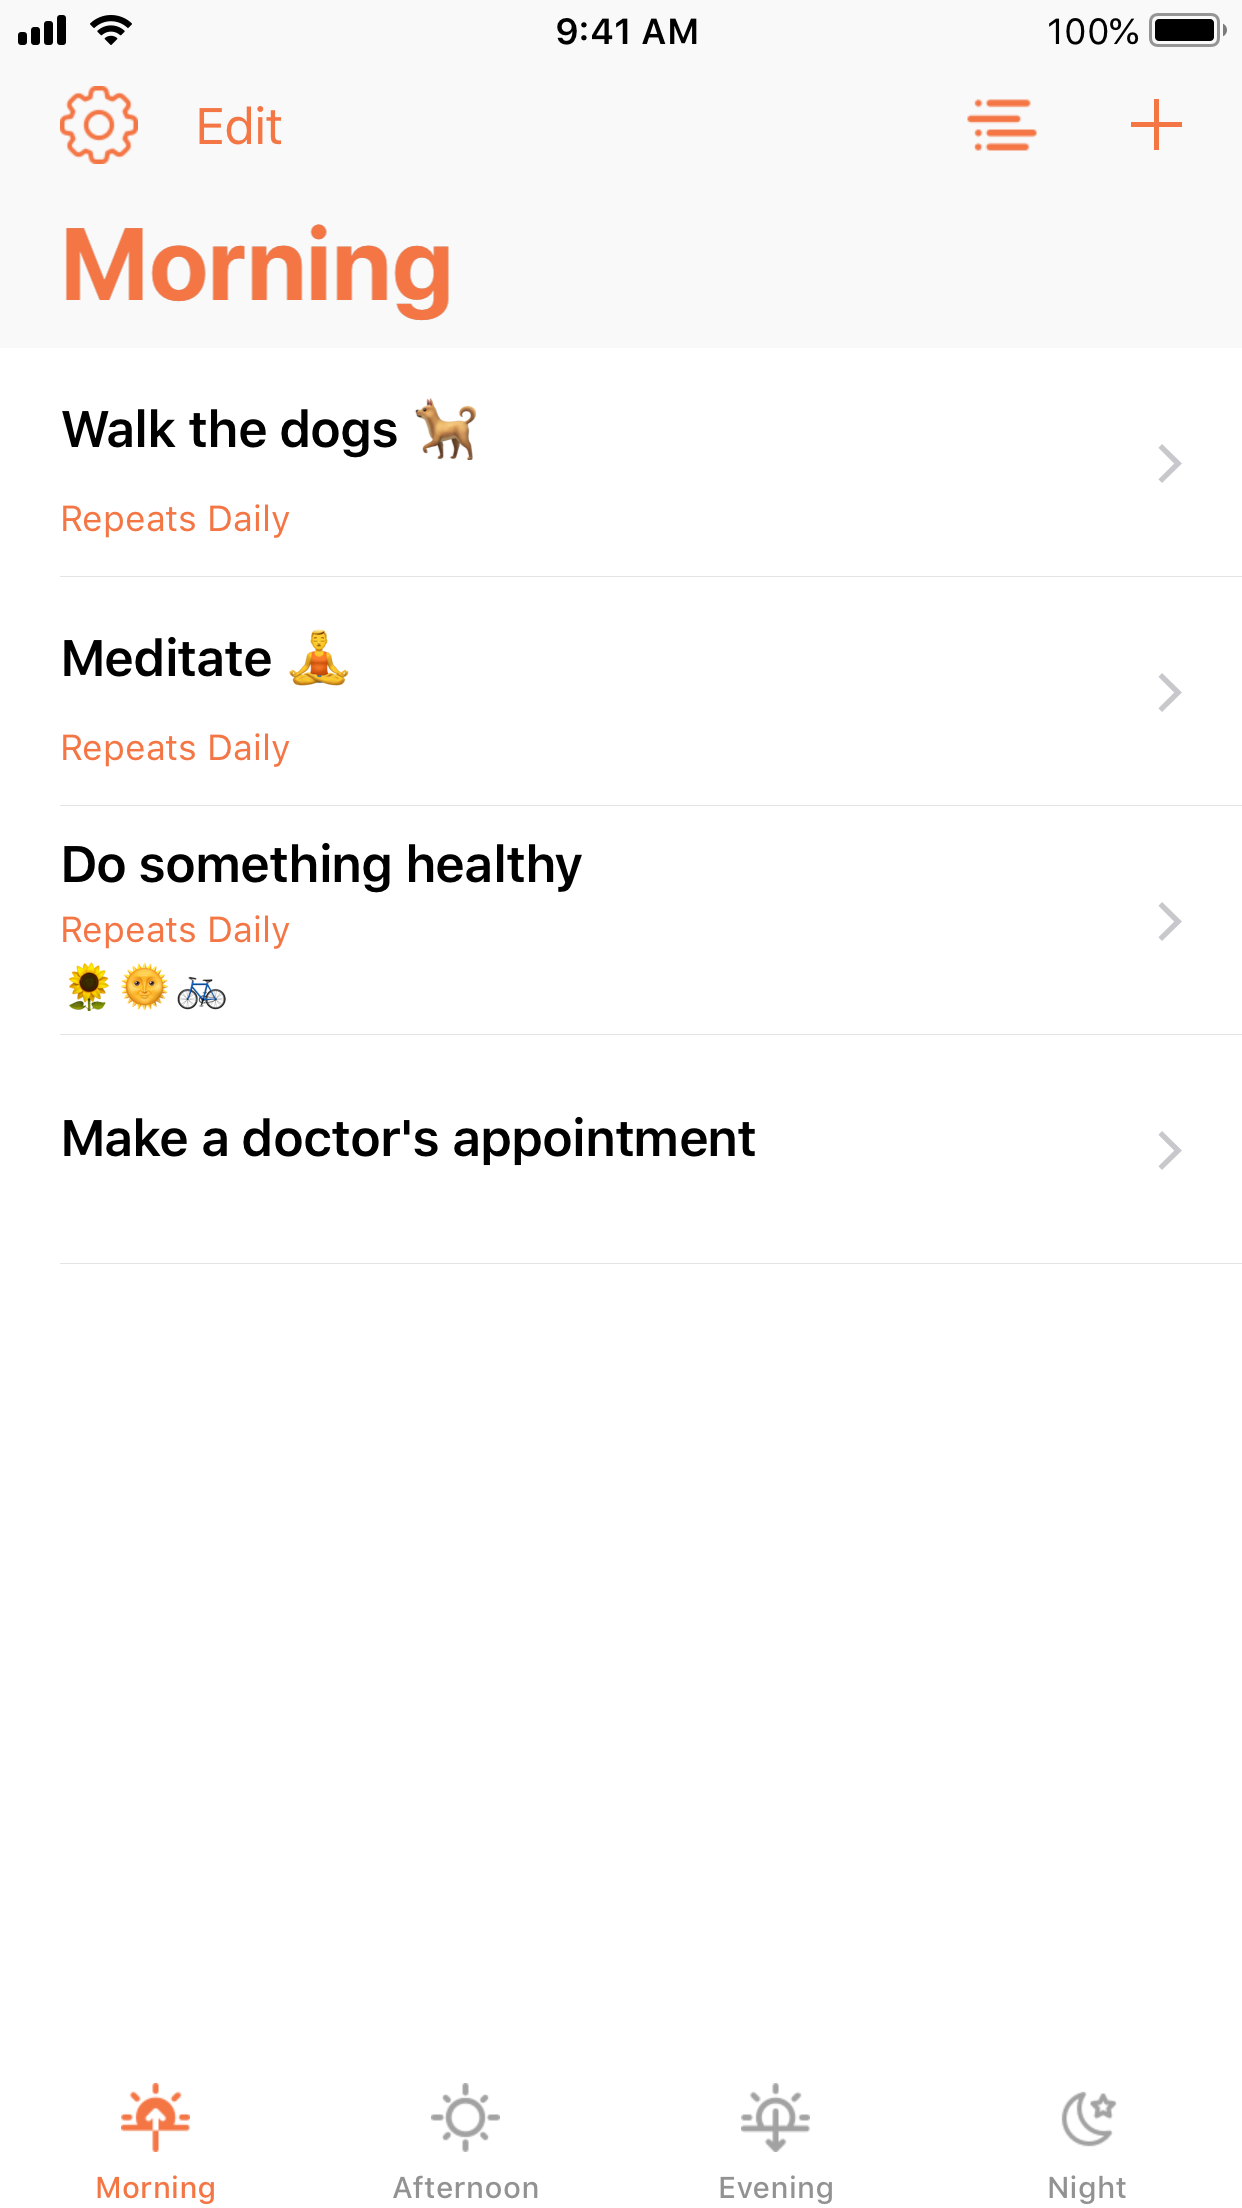 9:41 AM
100%
Edit
Morning
Walk the dogs 🐕
Repeats Daily
Meditate 🧘‍♂️
Repeats Daily
Do something healthy
Repeats Daily
🌻🌞🚲
Make a doctor's appointment
Morning
Afternoon
Evening
Night